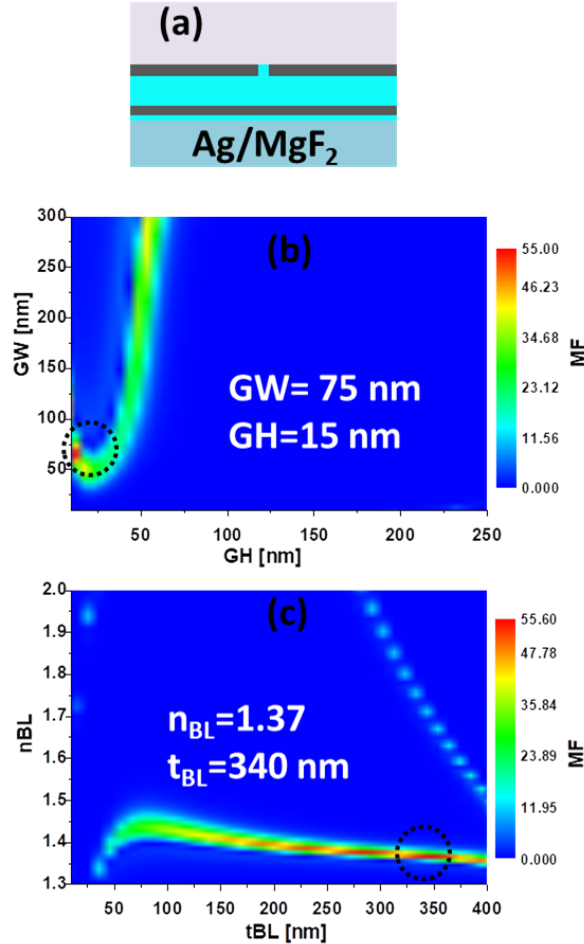 (a)
Ag/MgF₂
(b)
GW [nm]
300
250
200
150
100
50
GW= 75 nm
GH=15 nm
50 100 150 200 250
GH [nm]
55.00
46.23
34.68
23.12
11.56
0.000
MF
(c)
nBL
2.0
1.9
1.8
1.7
1.6
1.5
1.4
1.3
n_BL=1.37
t_BL=340 nm
50 100 150 200 250 300 350 400
tBL [nm]
55.60
47.78
35.84
23.89
11.95
0.000
MF